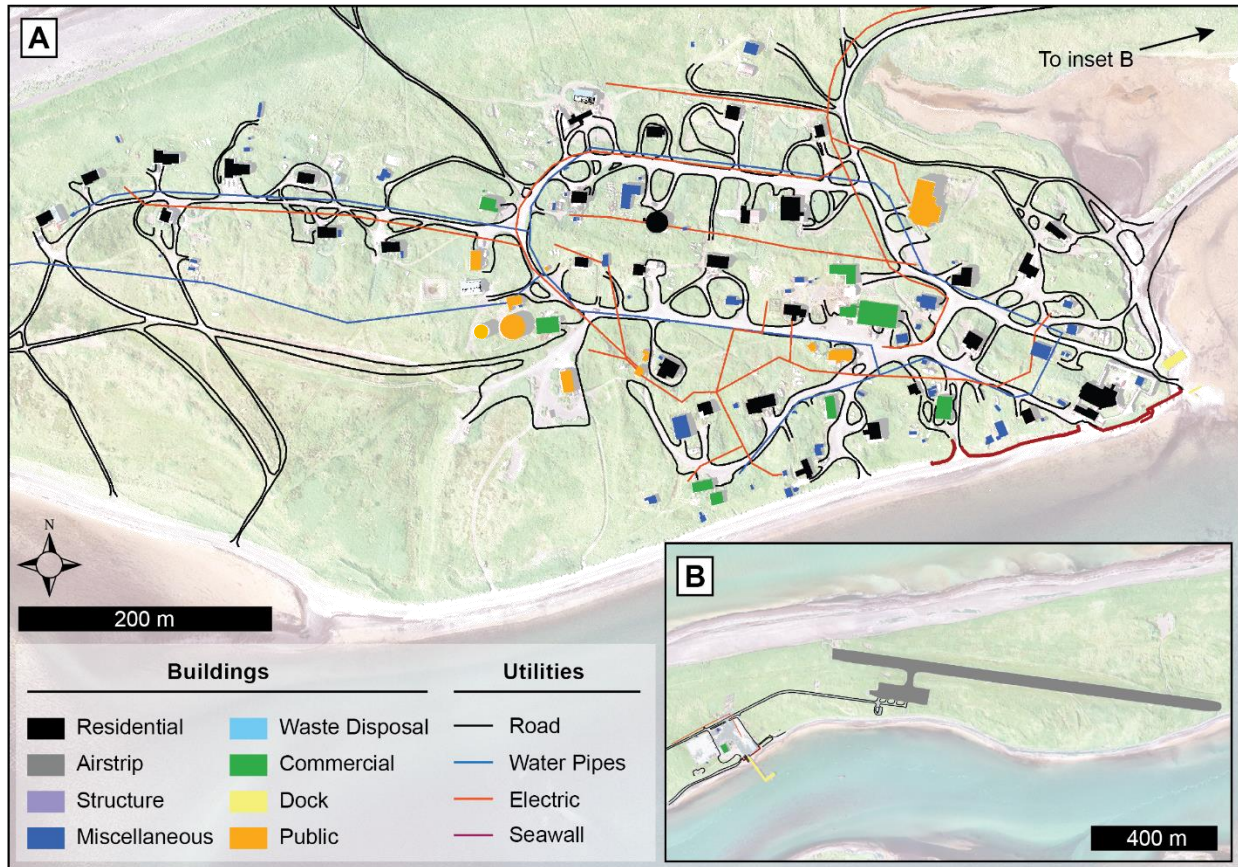 A
To inset B
N
200 m
B
400 m
Buildings
Utilities
Residential
Waste Disposal
Road
Airstrip
Commercial
Water Pipes
Structure
Dock
Electric
Miscellaneous
Public
Seawall